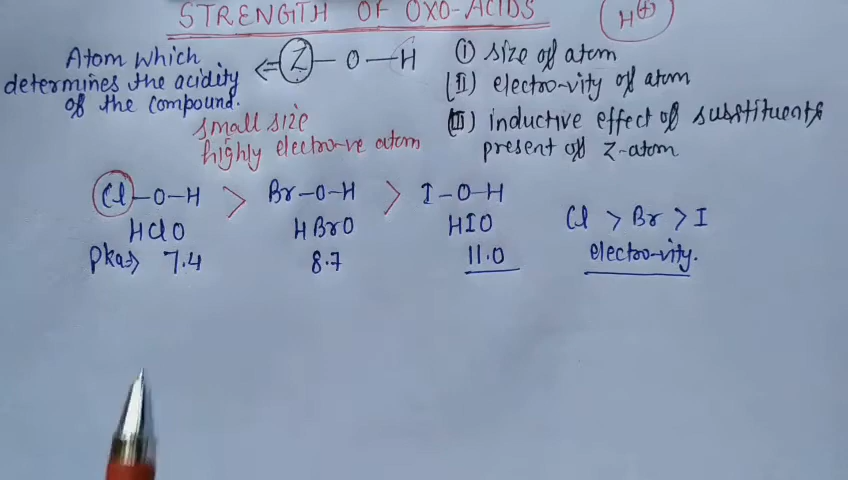 STRENGTH OF OXO-ACIDS
H(+)
Atom which
determines the acidity
of the compound.
⇐ Z - O - H
(I) size of atom
(II) electro-vity of atom
(III) inductive effect of substituents
present of Z-atom
small size
highly electro-ve atom
Cl-O-H > Br-O-H > I-O-H
HClO HBrO HIO
Cl > Br > I
Pka⇒ 7.4 8.7 11.0
electro-vity.